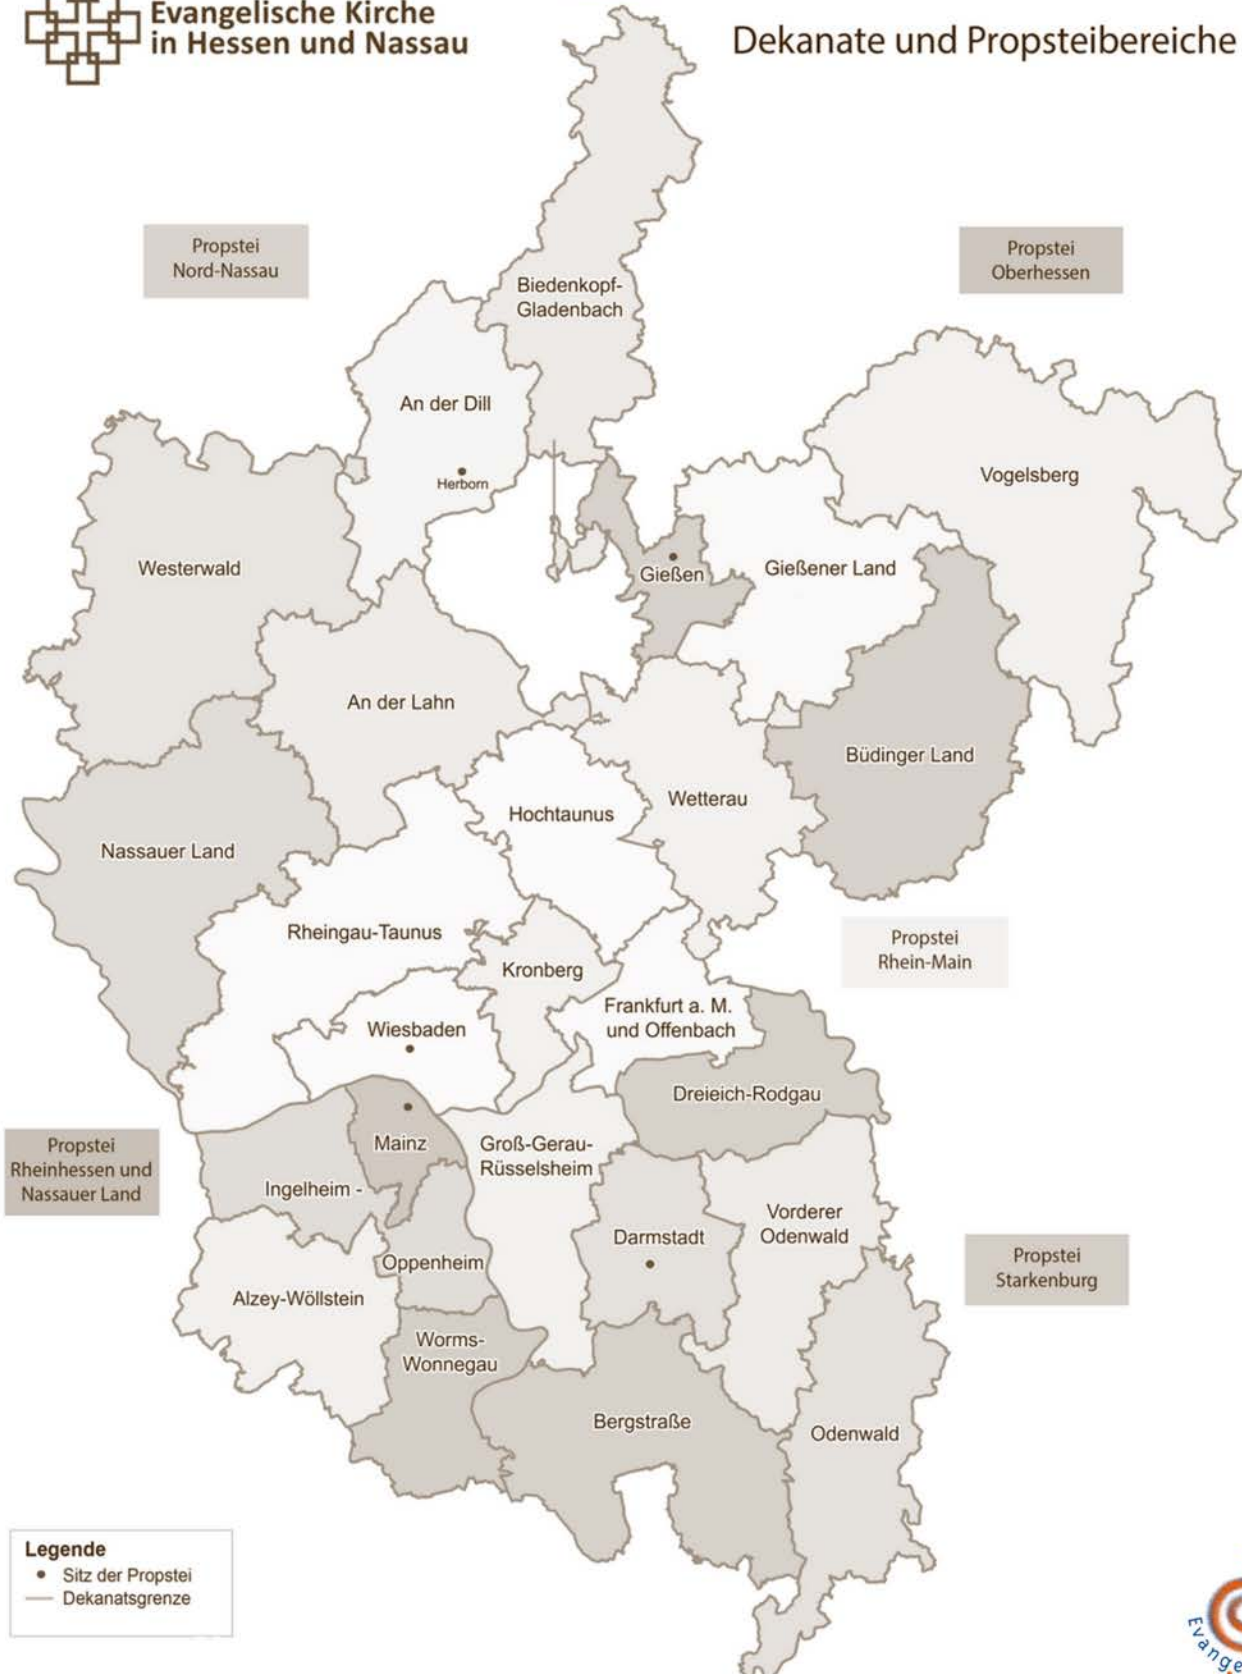 Evangelische Kirche
in Hessen und Nassau
Dekanate und Propsteibereiche
Propstei
Nord-Nassau
Propstei
Oberhessen
Biedenkopf-
Gladenbach
An der Dill
Herborn
Vogelsberg
Westerwald
Gießen
Gießener Land
An der Lahn
Büdinger Land
Wetterau
Hochtaunus
Nassauer Land
Rheingau-Taunus
Propstei
Rhein-Main
Kronberg
Frankfurt a. M.
und Offenbach
Wiesbaden
Dreieich-Rodgau
Propstei
Rheinhessen und
Nassauer Land
Mainz
Groß-Gerau-
Rüsselsheim
Ingelheim -
Vorderer
Odenwald
Darmstadt
Oppenheim
Propstei
Starkenburg
Alzey-Wöllstein
Worms-
Wonnegau
Bergstraße
Odenwald
Legende
Sitz der Propstei
Dekanatsgrenze